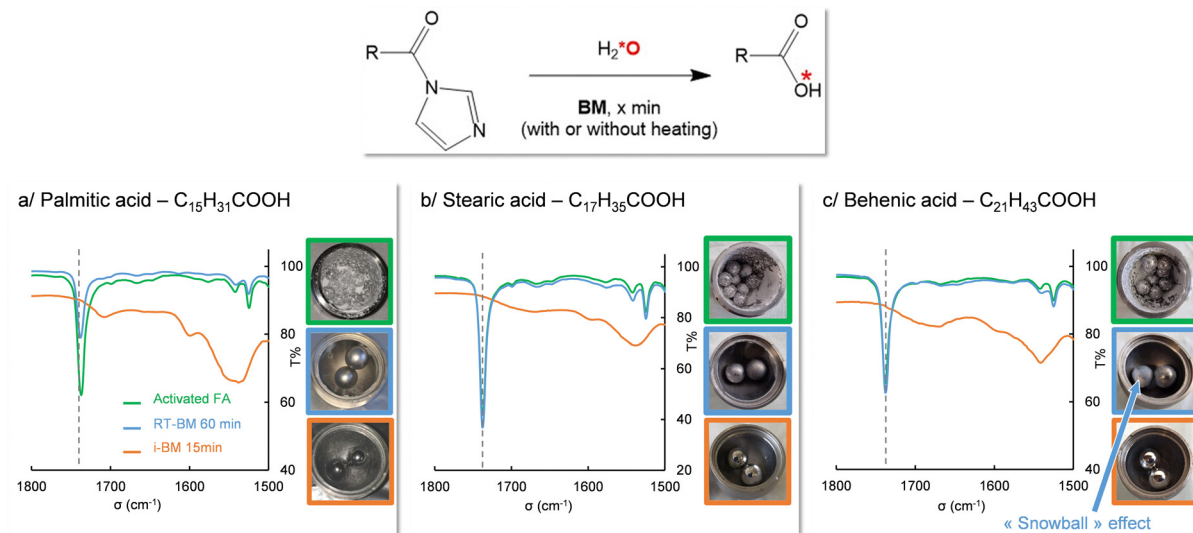 O
R
N
N
H₂*O
BM, x min
(with or without heating)
O
R
*
OH
a/ Palmitic acid – C₁₅H₃₁COOH
100
80
60
40
T%
Activated FA
RT-BM 60 min
i-BM 15min
1800
1700
1600
1500
σ (cm⁻¹)
b/ Stearic acid – C₁₇H₃₅COOH
100
80
60
40
20
T%
1800
1700
1600
1500
σ (cm⁻¹)
c/ Behenic acid – C₂₁H₄₃COOH
100
80
60
40
T%
1800
1700
1600
1500
σ (cm⁻¹)
« Snowball » effect